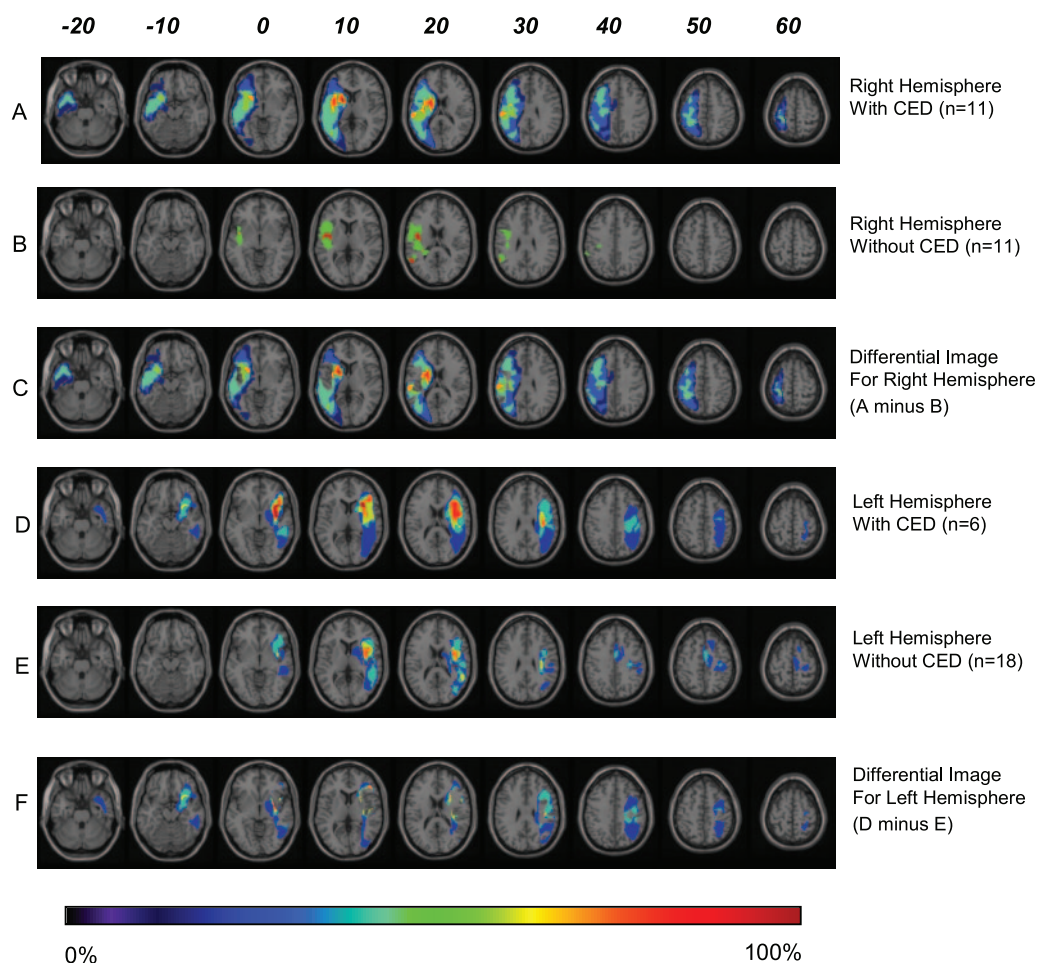 -20 -10 0 10 20 30 40 50 60
A
Right Hemisphere
With CED (n=11)
B
Right Hemisphere
Without CED (n=11)
C
Differential Image
For Right Hemisphere
(A minus B)
D
Left Hemisphere
With CED (n=6)
E
Left Hemisphere
Without CED (n=18)
F
Differential Image
For Left Hemisphere
(D minus E)
0% 100%